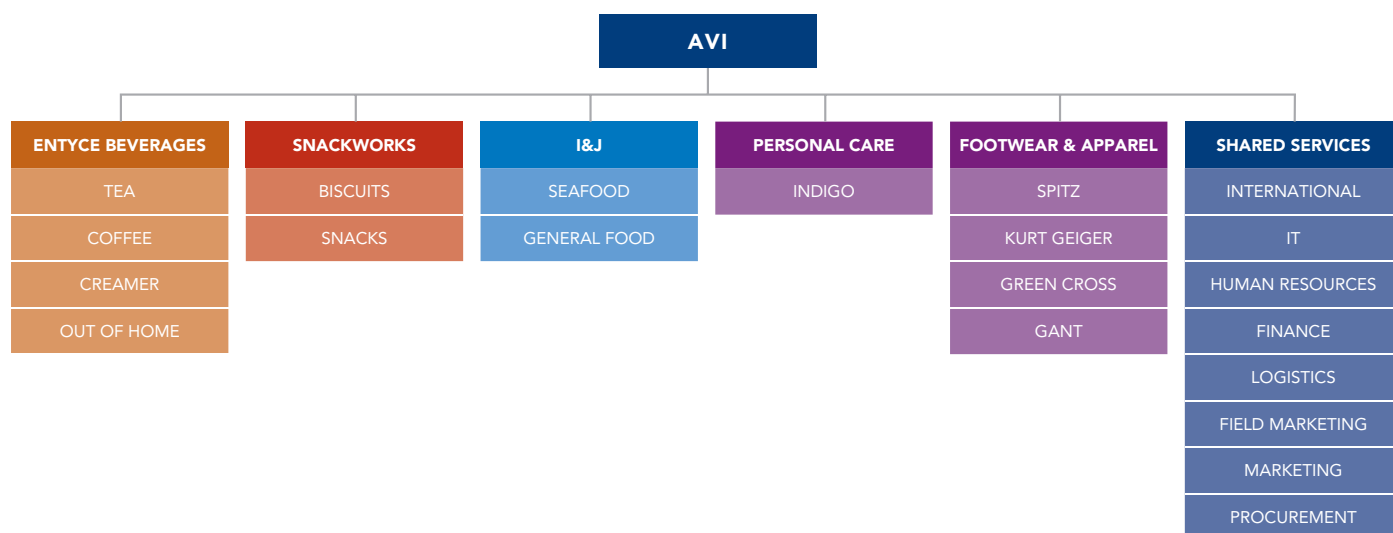 AVI
ENTYCE BEVERAGES
TEA
COFFEE
CREAMER
OUT OF HOME
SNACKWORKS
BISCUITS
SNACKS
I&J
SEAFOOD
GENERAL FOOD
PERSONAL CARE
INDIGO
FOOTWEAR & APPAREL
SPITZ
KURT GEIGER
GREEN CROSS
GANT
SHARED SERVICES
INTERNATIONAL
IT
HUMAN RESOURCES
FINANCE
LOGISTICS
FIELD MARKETING
MARKETING
PROCUREMENT